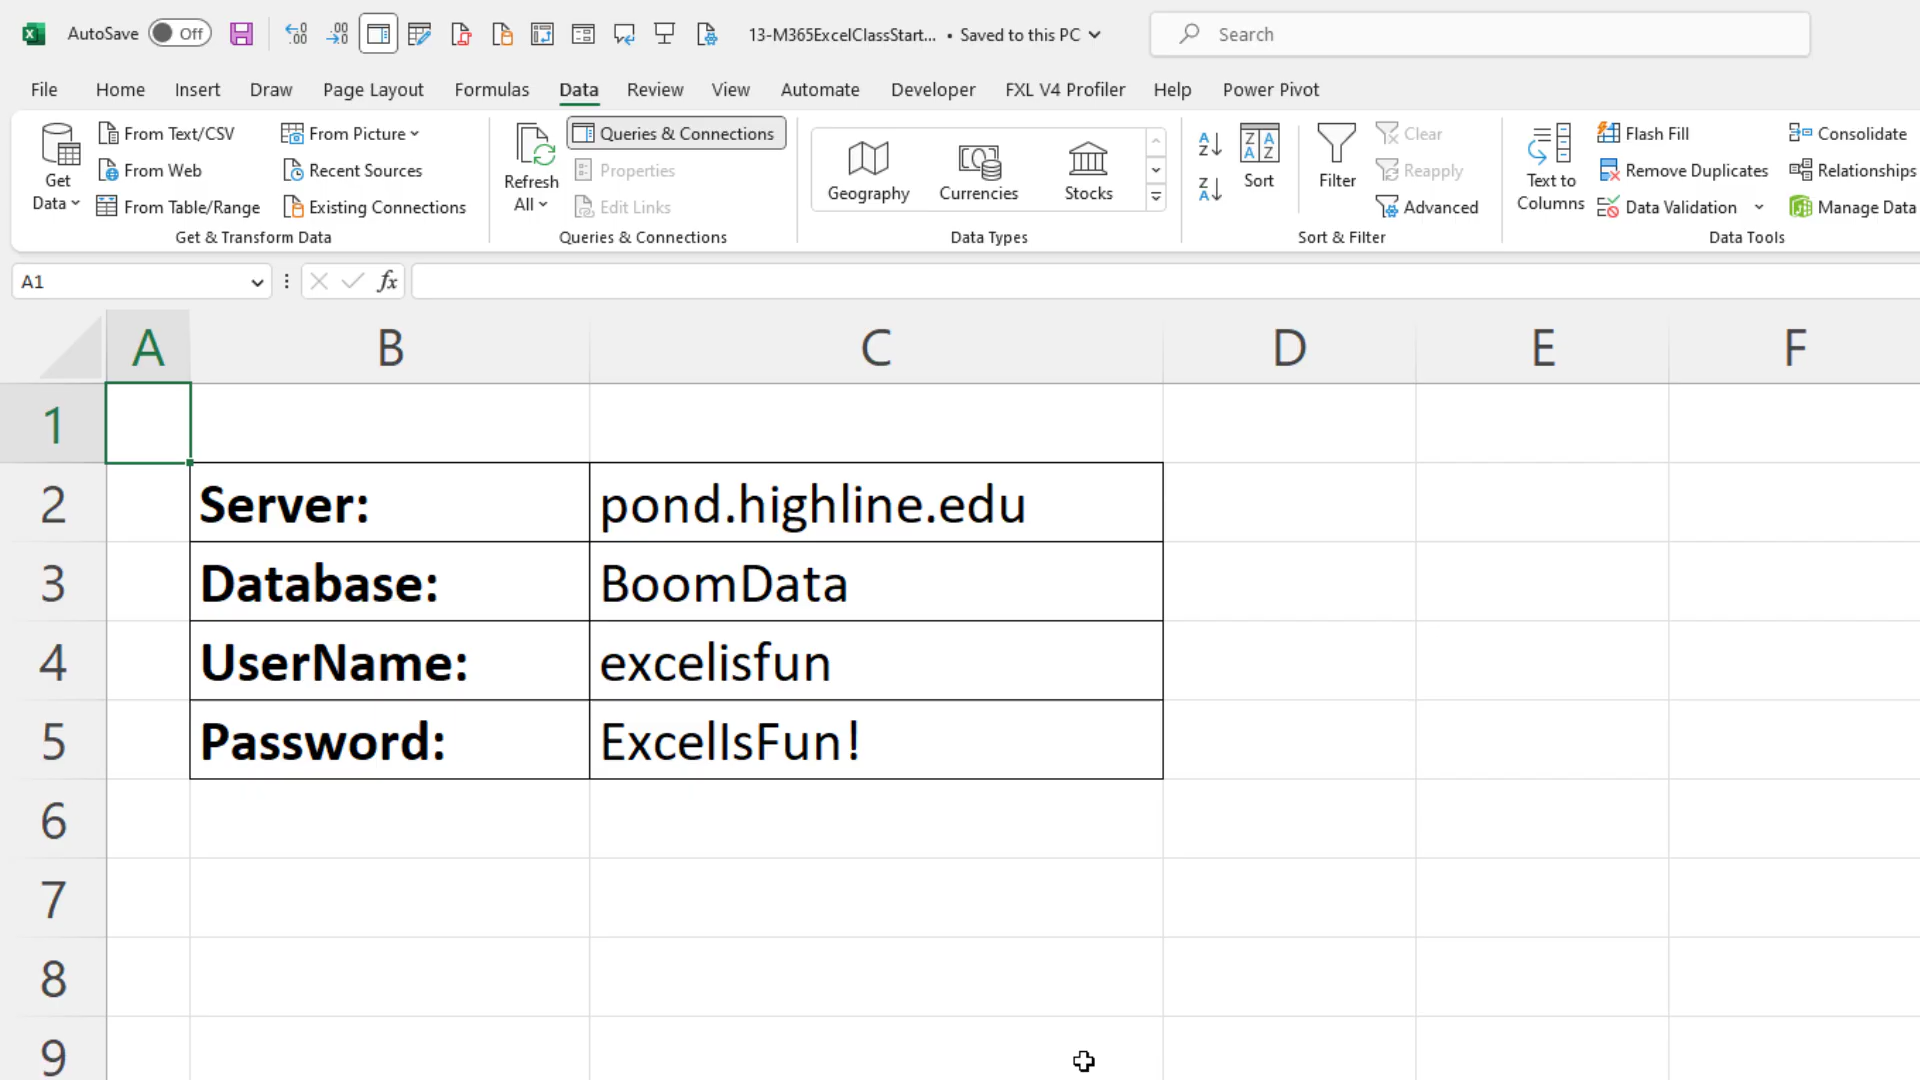 AutoSave Off 13-M365ExcelClassStart... • Saved to this PC Search
File Home Insert Draw Page Layout Formulas Data Review View Automate Developer FXL V4 Profiler Help Power Pivot
Get Data
From Text/CSV
From Web
From Table/Range
From Picture
Recent Sources
Existing Connections
Get & Transform Data
Refresh All
Queries & Connections
Properties
Edit Links
Queries & Connections
Geography Currencies Stocks
Data Types
Sort
Filter
Clear
Reapply
Advanced
Sort & Filter
Text to Columns
Flash Fill
Remove Duplicates
Data Validation
Consolidate
Relationships
Manage Data
Data Tools
A1 fx
A B C D E F
1
2 Server: pond.highline.edu
3 Database: BoomData
4 UserName: excelisfun
5 Password: ExcelIsFun!
6
7
8
9